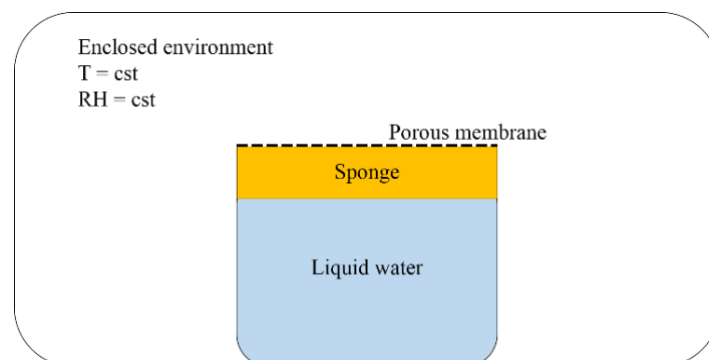 Enclosed environment
T = cst
RH = cst
Porous membrane
Sponge
Liquid water